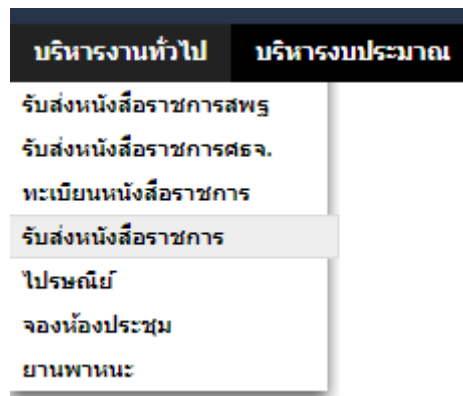 บริหารงานทั่วไป บริหารงบประมาณ
รับส่งหนังสือราชการสพฐ
รับส่งหนังสือราชการศธจ.
ทะเบียนหนังสือราชการ
รับส่งหนังสือราชการ
ไปรษณีย์
จองห้องประชุม
ยานพาหนะ